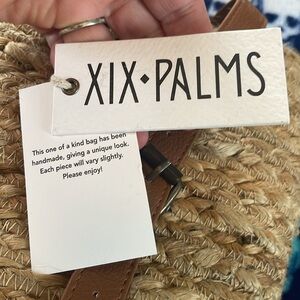 XIX•PALMS
This one of a kind bag has been
handmade, giving a unique look.
Each piece will vary slightly.
Please enjoy!